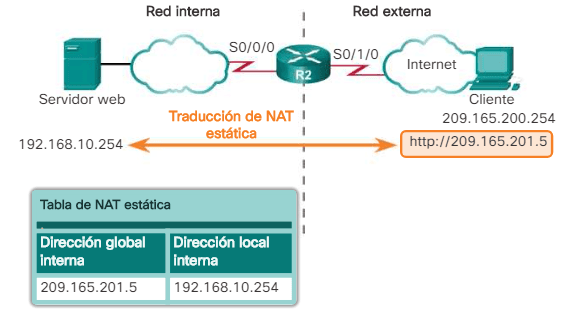 Red interna
Red externa
S0/0/0
S0/1/0
R2
Internet
Servidor web
Cliente
209.165.200.254
Traducción de NAT
estática
192.168.10.254
http://209.165.201.5
Tabla de NAT estática
Dirección global
interna
Dirección local
interna
209.165.201.5
192.168.10.254